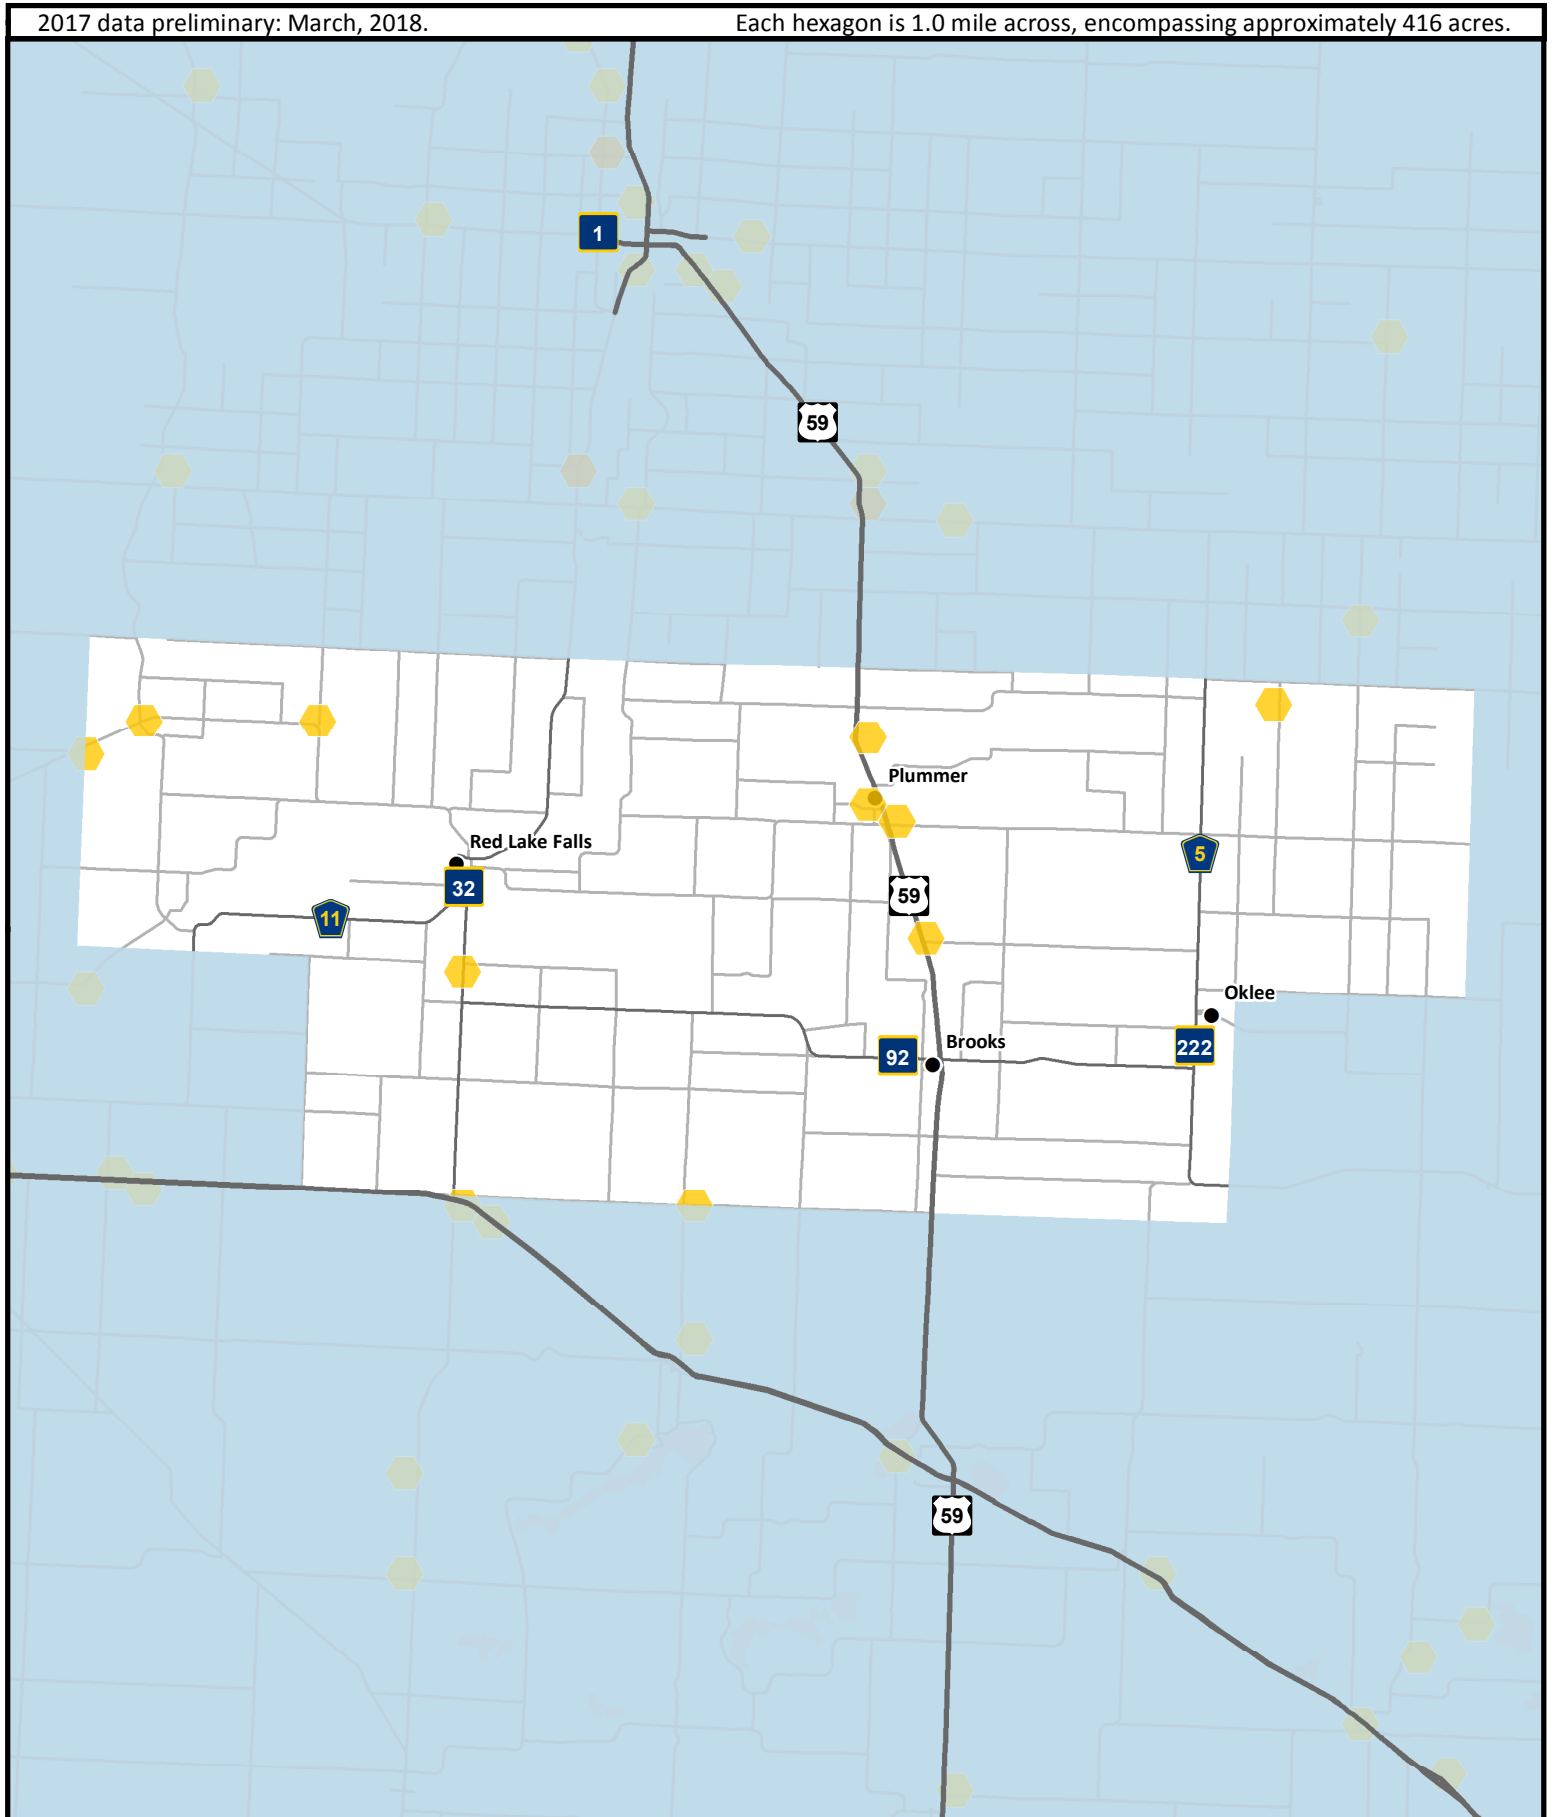 2017 data preliminary: March, 2018. Each hexagon is 1.0 mile across, encompassing approximately 416 acres.
1
59
Plummer
Red Lake Falls
5
32
59
11
Oklee
Brooks
222
92
59